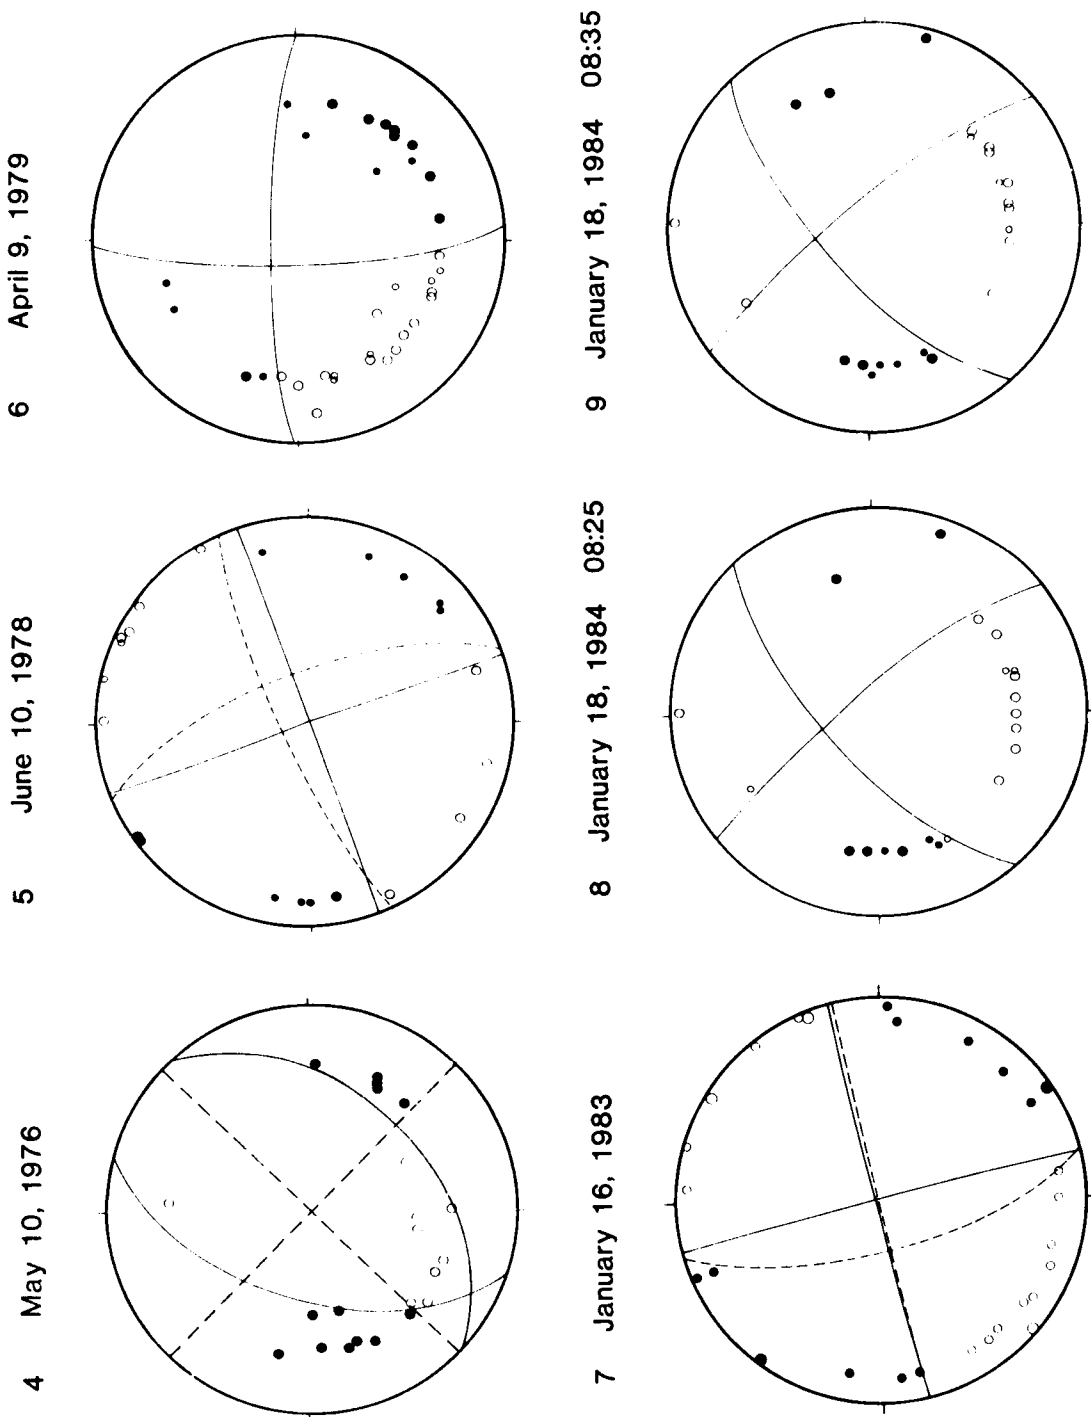 4 May 10, 1976
5 June 10, 1978
6 April 9, 1979
7 January 16, 1983
8 January 18, 1984 08:25
9 January 18, 1984 08:35